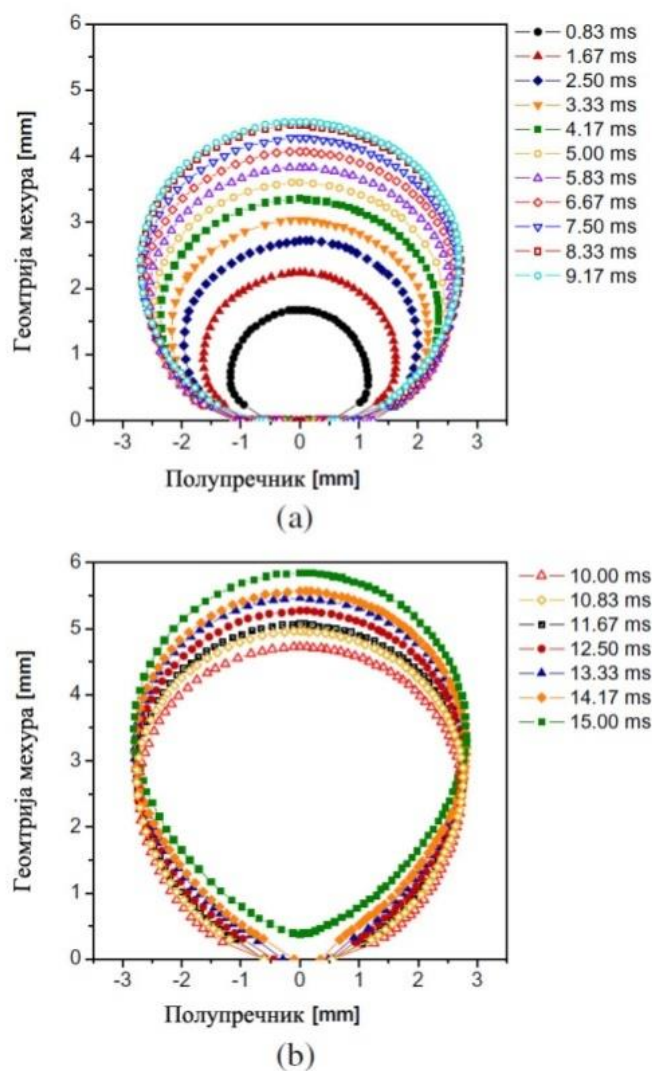 Геомтрија мехура [mm]
6
5
4
3
2
1
0
-3 -2 -1 0 1 2 3
Полупречник [mm]
0.83 ms
1.67 ms
2.50 ms
3.33 ms
4.17 ms
5.00 ms
5.83 ms
6.67 ms
7.50 ms
8.33 ms
9.17 ms
(a)
Геомтрија мехура [mm]
6
5
4
3
2
1
0
-3 -2 -1 0 1 2 3
Полупречник [mm]
10.00 ms
10.83 ms
11.67 ms
12.50 ms
13.33 ms
14.17 ms
15.00 ms
(b)